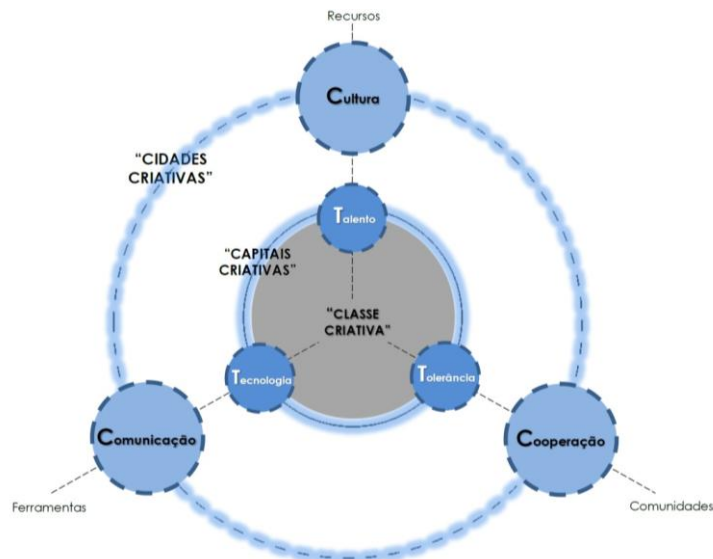 Recursos
Cultura
"CIDADES
CRIATIVAS"
Talento
"CAPITAIS
CRIATIVAS"
"CLASSE
CRIATIVA"
Tecnologia
Tolerância
Comunicação
Cooperação
Ferramentas
Comunidades